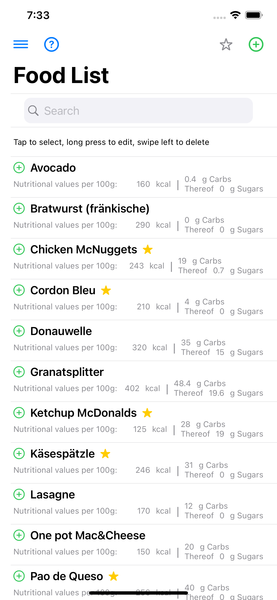 7:33
?
Food List
Search
Tap to select, long press to edit, swipe left to delete
Avocado
Nutritional values per 100g: 160 kcal | 0.4 g Carbs
Thereof 0 g Sugars
Bratwurst (fränkische)
Nutritional values per 100g: 290 kcal | 0 g Carbs
Thereof 0 g Sugars
Chicken McNuggets
Nutritional values per 100g: 243 kcal | 19 g Carbs
Thereof 0.7 g Sugars
Cordon Bleu
Nutritional values per 100g: 210 kcal | 4 g Carbs
Thereof 0 g Sugars
Donauwelle
Nutritional values per 100g: 320 kcal | 35 g Carbs
Thereof 15 g Sugars
Granatsplitter
Nutritional values per 100g: 402 kcal | 48.4 g Carbs
Thereof 19.6 g Sugars
Ketchup McDonalds
Nutritional values per 100g: 125 kcal | 28 g Carbs
Thereof 19 g Sugars
Käsespätzle
Nutritional values per 100g: 246 kcal | 31 g Carbs
Thereof 0 g Sugars
Lasagne
Nutritional values per 100g: 170 kcal | 12 g Carbs
Thereof 0 g Sugars
One pot Mac&Cheese
Nutritional values per 100g: 150 kcal | 20 g Carbs
Thereof 0 g Sugars
Pao de Queso
Nutritional values per kcal | 40 g Carbs